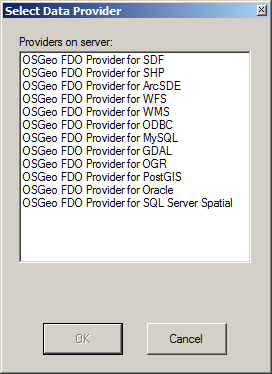 Select Data Provider
Providers on server:
OSGeo FDO Provider for SDF
OSGeo FDO Provider for SHP
OSGeo FDO Provider for ArcSDE
OSGeo FDO Provider for WFS
OSGeo FDO Provider for WMS
OSGeo FDO Provider for ODBC
OSGeo FDO Provider for MySQL
OSGeo FDO Provider for GDAL
OSGeo FDO Provider for OGR
OSGeo FDO Provider for PostGIS
OSGeo FDO Provider for Oracle
OSGeo FDO Provider for SQL Server Spatial
OK Cancel